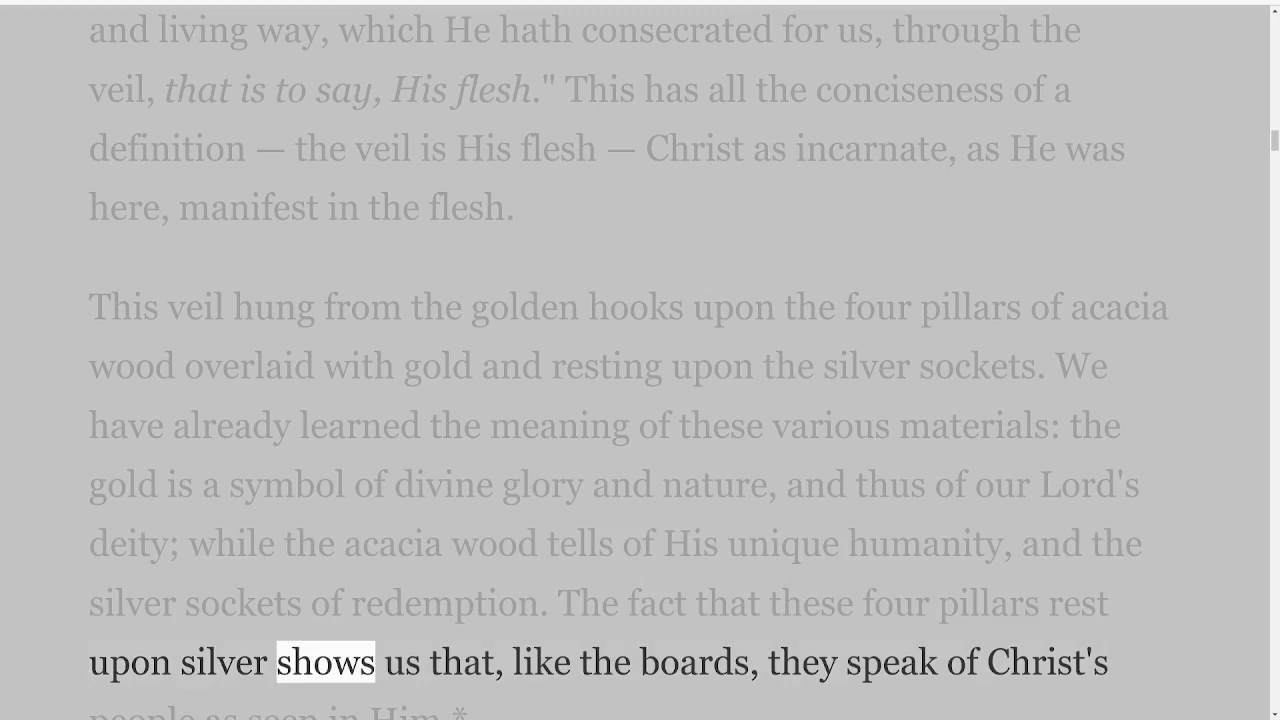 and living way, which He hath consecrated for us, through the
veil, that is to say, His flesh." This has all the conciseness of a
definition — the veil is His flesh — Christ as incarnate, as He was
here, manifest in the flesh.
This veil hung from the golden hooks upon the four pillars of acacia
wood overlaid with gold and resting upon the silver sockets. We
have already learned the meaning of these various materials: the
gold is a symbol of divine glory and nature, and thus of our Lord's
deity; while the acacia wood tells of His unique humanity, and the
silver sockets of redemption. The fact that these four pillars rest
upon silver shows us that, like the boards, they speak of Christ's
people as seen in Him.*